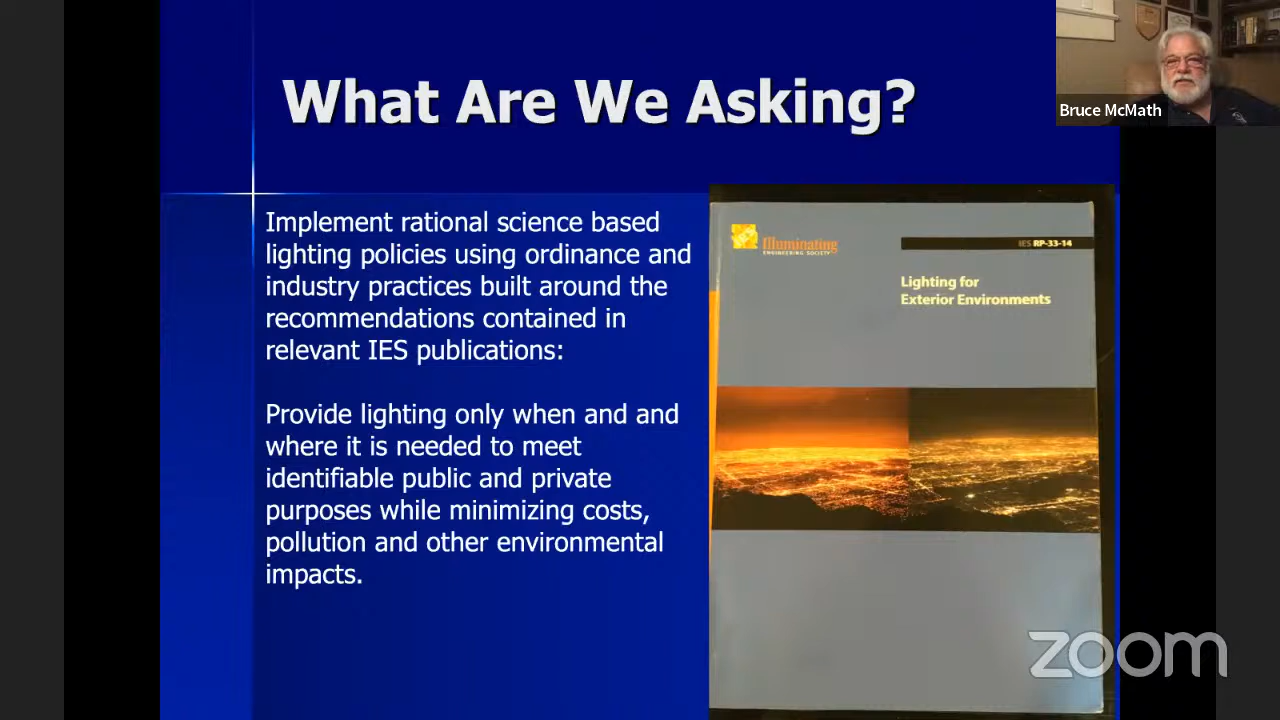 What Are We Asking?
Bruce McMath
Implement rational science based
lighting policies using ordinance and
industry practices built around the
recommendations contained in
relevant IES publications:
Provide lighting only when and and
where it is needed to meet
identifiable public and private
purposes while minimizing costs,
pollution and other environmental
impacts.
Illuminating
ENGINEERING SOCIETY
IES RP-33-14
Lighting for
Exterior Environments
zoom